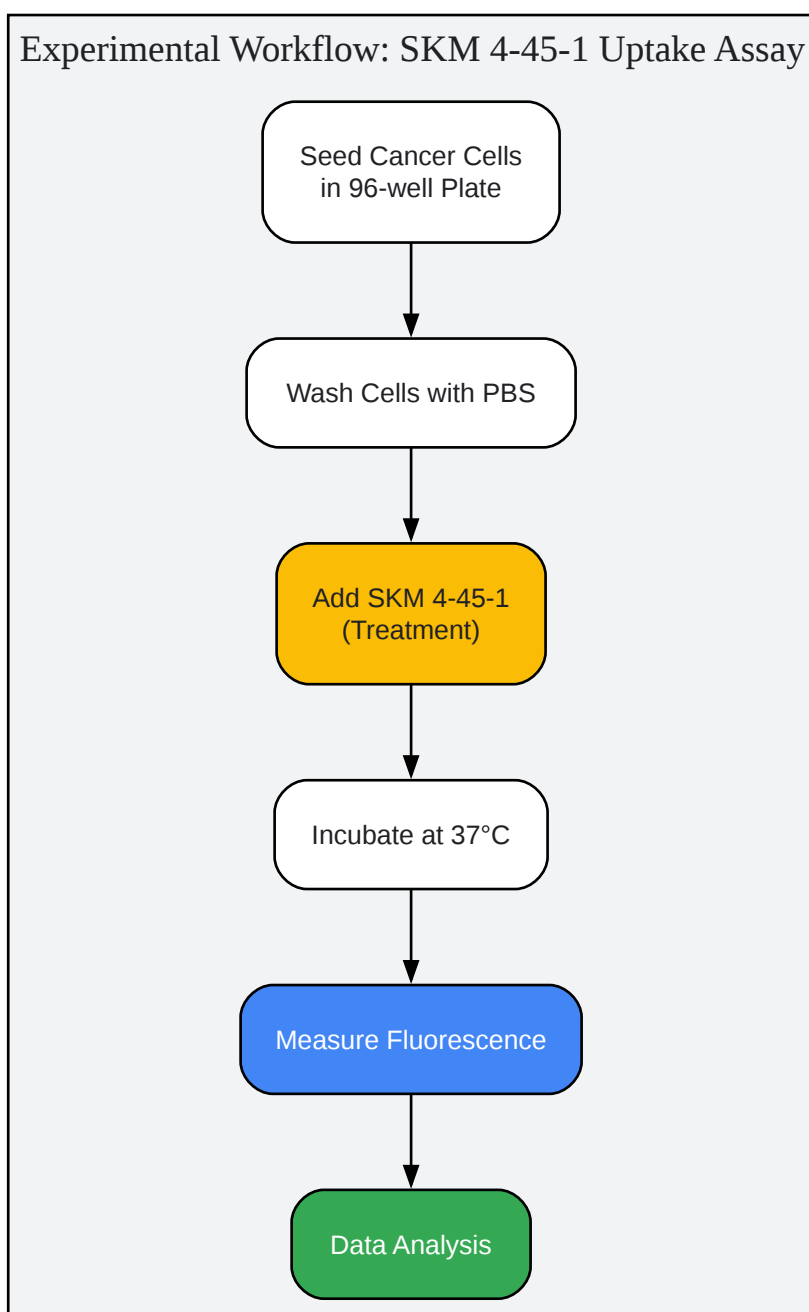 Experimental Workflow: SKM 4-45-1 Uptake Assay
Seed Cancer Cells
in 96-well Plate
Wash Cells with PBS
Add SKM 4-45-1
(Treatment)
Incubate at 37°C
Measure Fluorescence
Data Analysis